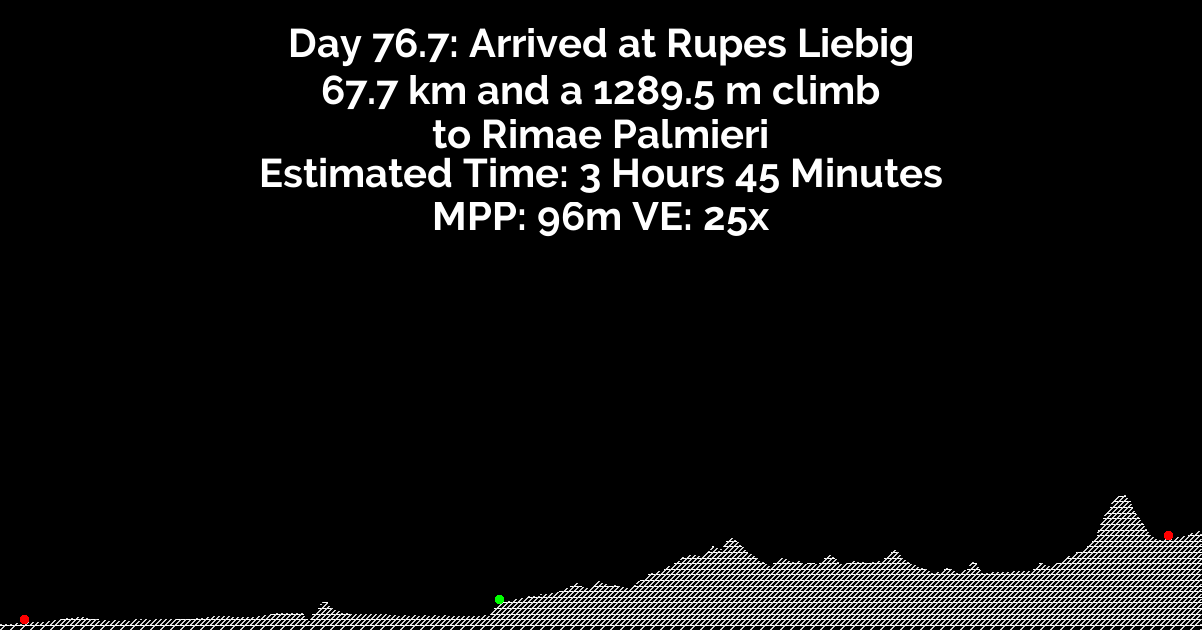 Day 76.7: Arrived at Rupes Liebig
67.7 km and a 1289.5 m climb
to Rimae Palmieri
Estimated Time: 3 Hours 45 Minutes
MPP: 96m VE: 25x